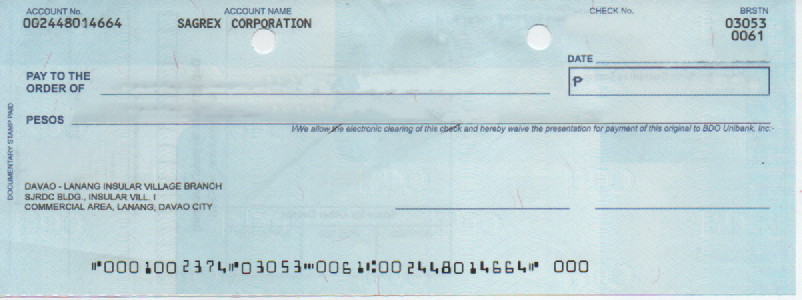 ACCOUNT No. ACCOUNT NAME CHECK No. BRSTN
002448014664 SAGREX CORPORATION 03053
0061
DATE
PAY TO THE
ORDER OF
₱
PESOS
I/We allow the electronic clearing of this check and hereby waive the presentation for payment of this original to BDO Unibank, Inc.
DOCUMENTARY STAMP PAID
DAVAO - LANANG INSULAR VILLAGE BRANCH
SJRDC BLDG., INSULAR VILL. I
COMMERCIAL AREA, LANANG, DAVAO CITY
⑈0001002374⑈03053⑉0061⑆002448014664⑈ 000